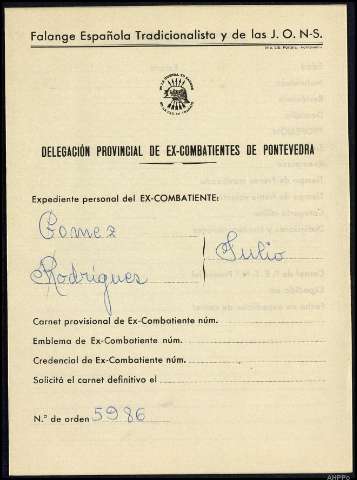 Falange Española Tradicionalista y de las J. O. N-S.
DELEGACIÓN PROVINCIAL DE EX-COMBATIENTES DE PONTEVEDRA
Expediente personal del EX-COMBATIENTE:
Gomez
Julio
Rodrigues
Carnet provisional de Ex-Combatiente núm.
Emblema de Ex-Combatiente núm.
Credencial de Ex-Combatiente núm.
Solicitó el carnet definitivo el
N.º de orden 5986
AHPPo